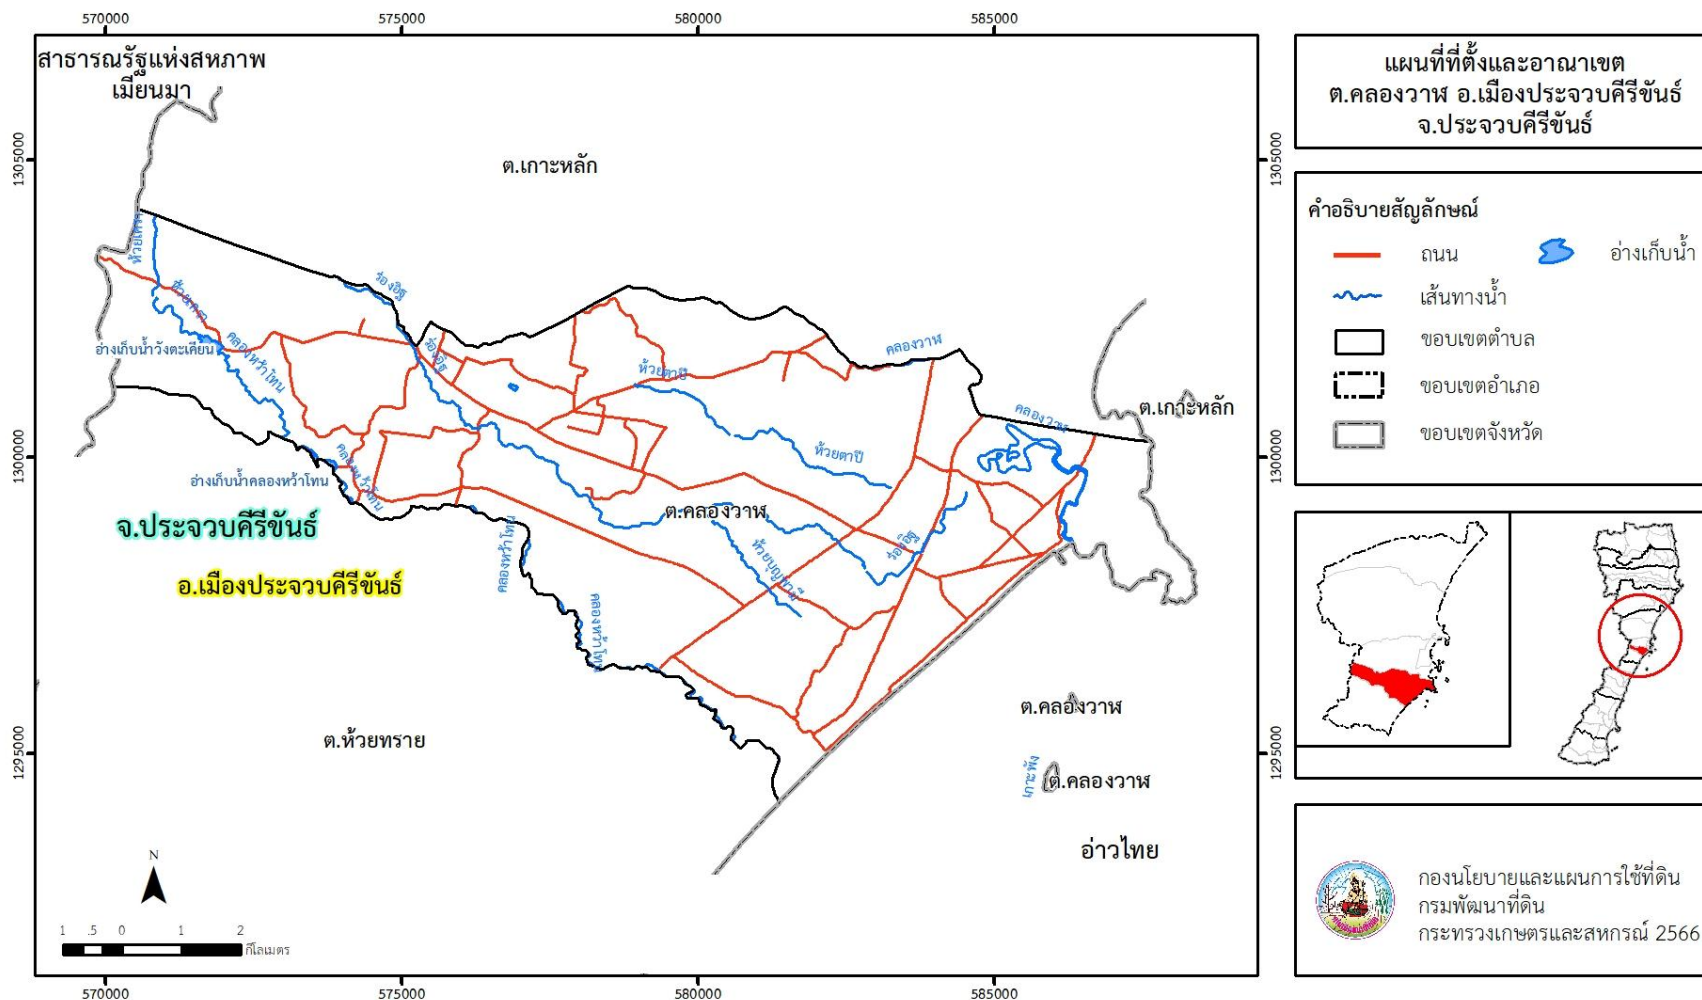 570000
575000
580000
585000
สาธารณรัฐแห่งสหภาพ
เมียนมา
1305000
1305000
ต.เกาะหลัก
ห้วยเครา
ร่องอิฐ
ห้วยเครา
คลองหว้าโทน
อ่างเก็บน้ำวังตะเคียน
ร่องอิฐ
ห้วยตาปี
คลองวาฬ
คลองวาฬ
ต.เกาะหลัก
1300000
1300000
ห้วยตาปี
คลองหว้าโทน
อ่างเก็บน้ำคลองหว้าโทน
จ.ประจวบคีรีขันธ์
ต.คลองวาฬ
คลองหว้าโทน
ร่องอิฐ
อ.เมืองประจวบคีรีขันธ์
คลองหว้าโทน
ต.คลองวาฬ
ต.ห้วยทราย
1295000
1295000
ต.คลองวาฬ
อ่าวไทย
N
1 .5 0 1 2
กิโลเมตร
570000
575000
580000
585000
แผนที่ที่ตั้งและอาณาเขต
ต.คลองวาฬ อ.เมืองประจวบคีรีขันธ์
จ.ประจวบคีรีขันธ์
คำอธิบายสัญลักษณ์
ถนน
อ่างเก็บน้ำ
เส้นทางน้ำ
ขอบเขตตำบล
ขอบเขตอำเภอ
ขอบเขตจังหวัด
กองนโยบายและแผนการใช้ที่ดิน
กรมพัฒนาที่ดิน
กระทรวงเกษตรและสหกรณ์ 2566